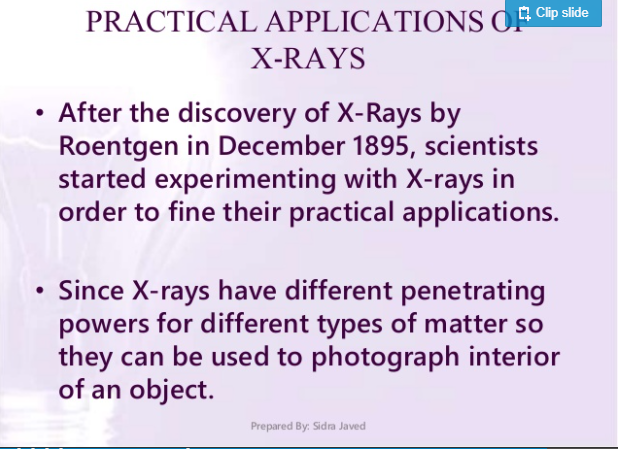 PRACTICAL APPLICATIONS OF
Clip slide
X-RAYS
• After the discovery of X-Rays by
Roentgen in December 1895, scientists
started experimenting with X-rays in
order to fine their practical applications.
• Since X-rays have different penetrating
powers for different types of matter so
they can be used to photograph interior
of an object.
Prepared By: Sidra Javed